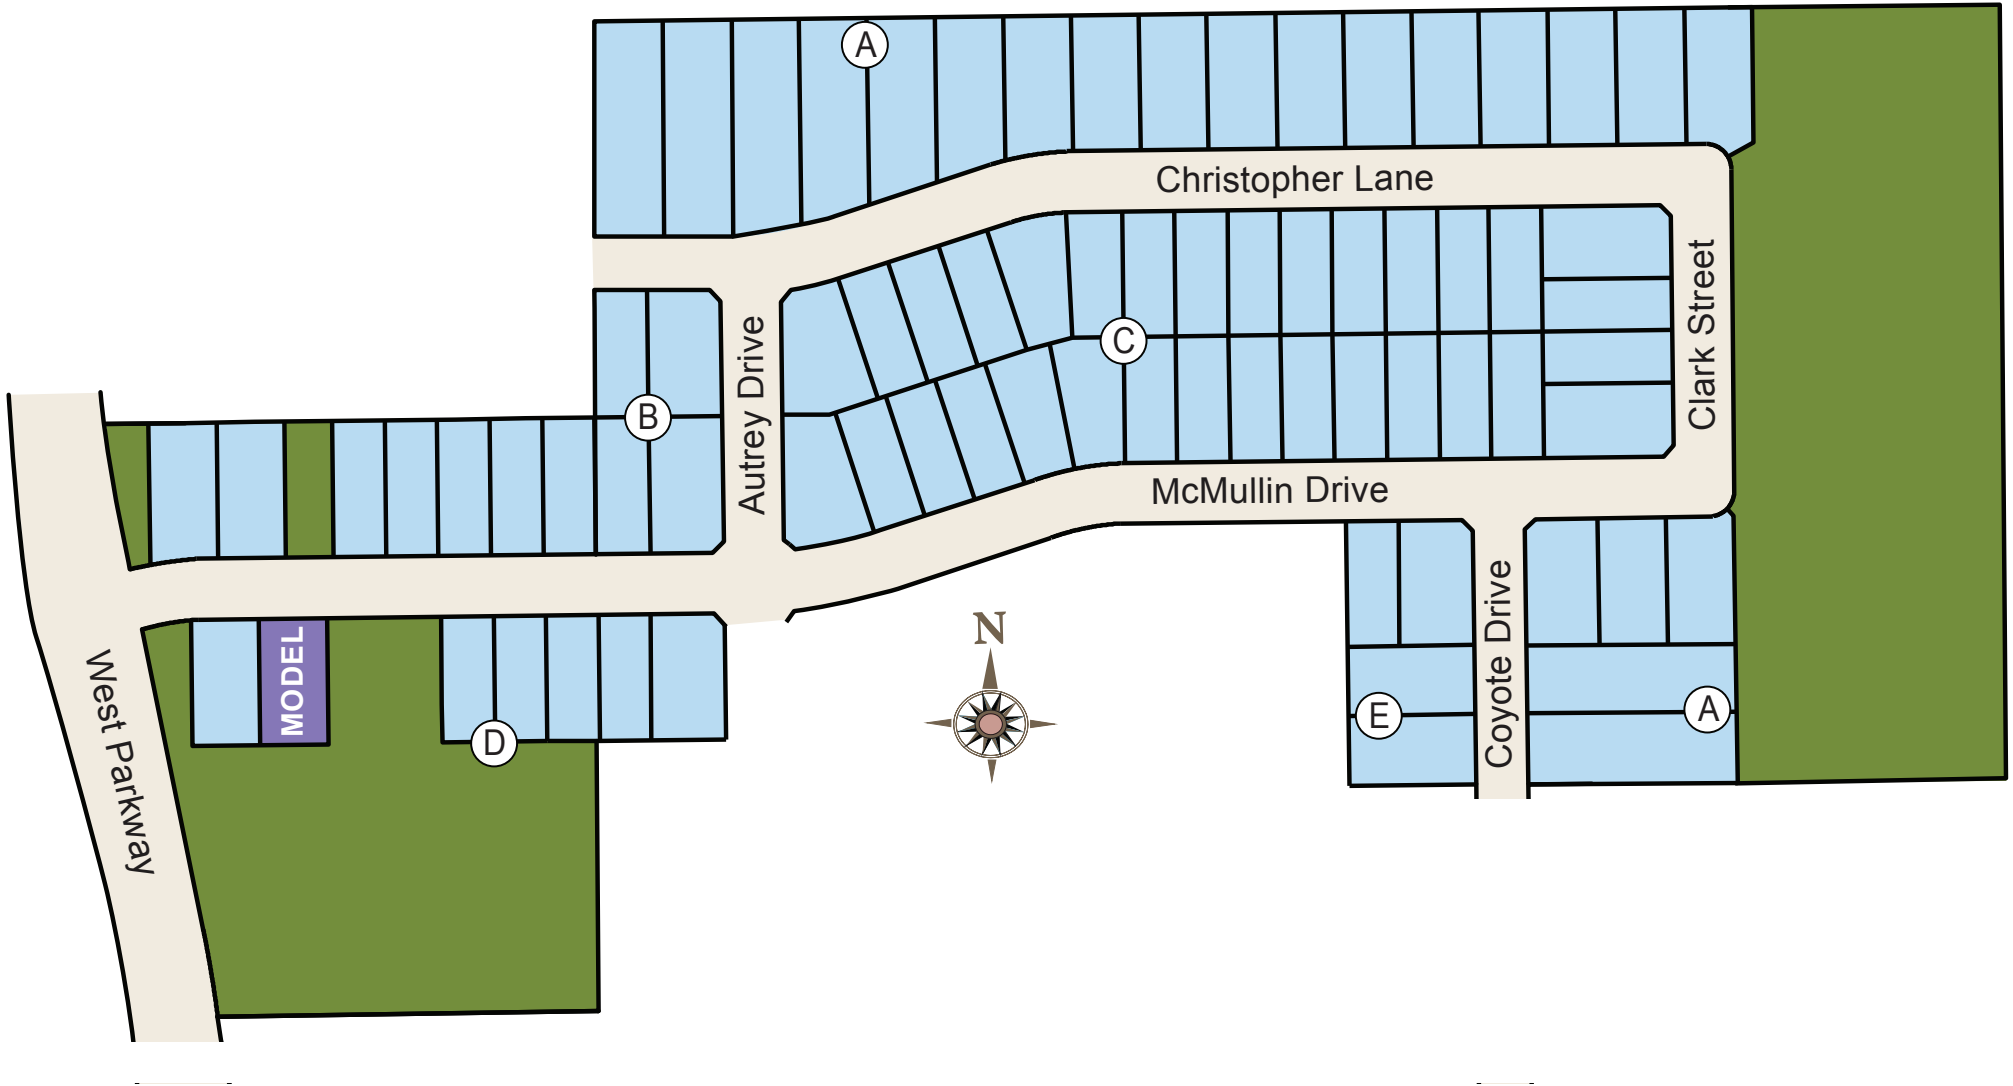 A
Christopher Lane
Clark Street
Autrey Drive
C
B
McMullin Drive
N
MODEL
West Parkway
D
Coyote Drive
E
A